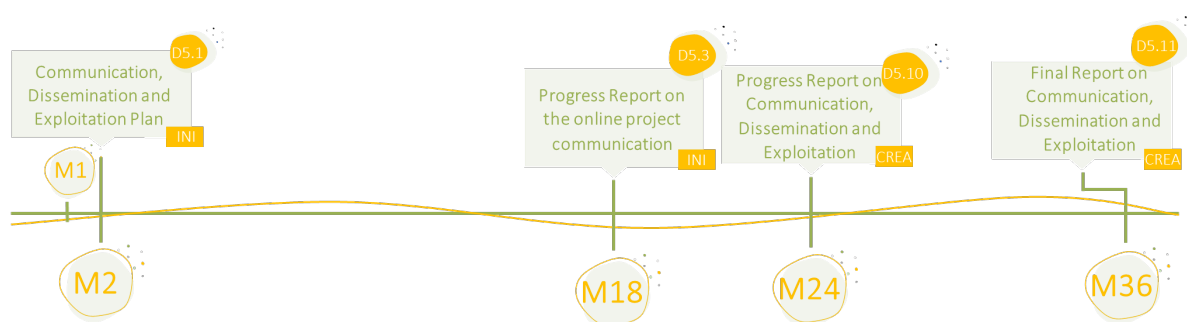 D5.1
Communication,
Dissemination and
Exploitation Plan
INI
M1
M2
D5.3
Progress Report on
the online project
communication
INI
M18
D5.10
Progress Report on
Communication,
Dissemination and
Exploitation
CREA
M24
D5.11
Final Report on
Communication,
Dissemination and
Exploitation
CREA
M36